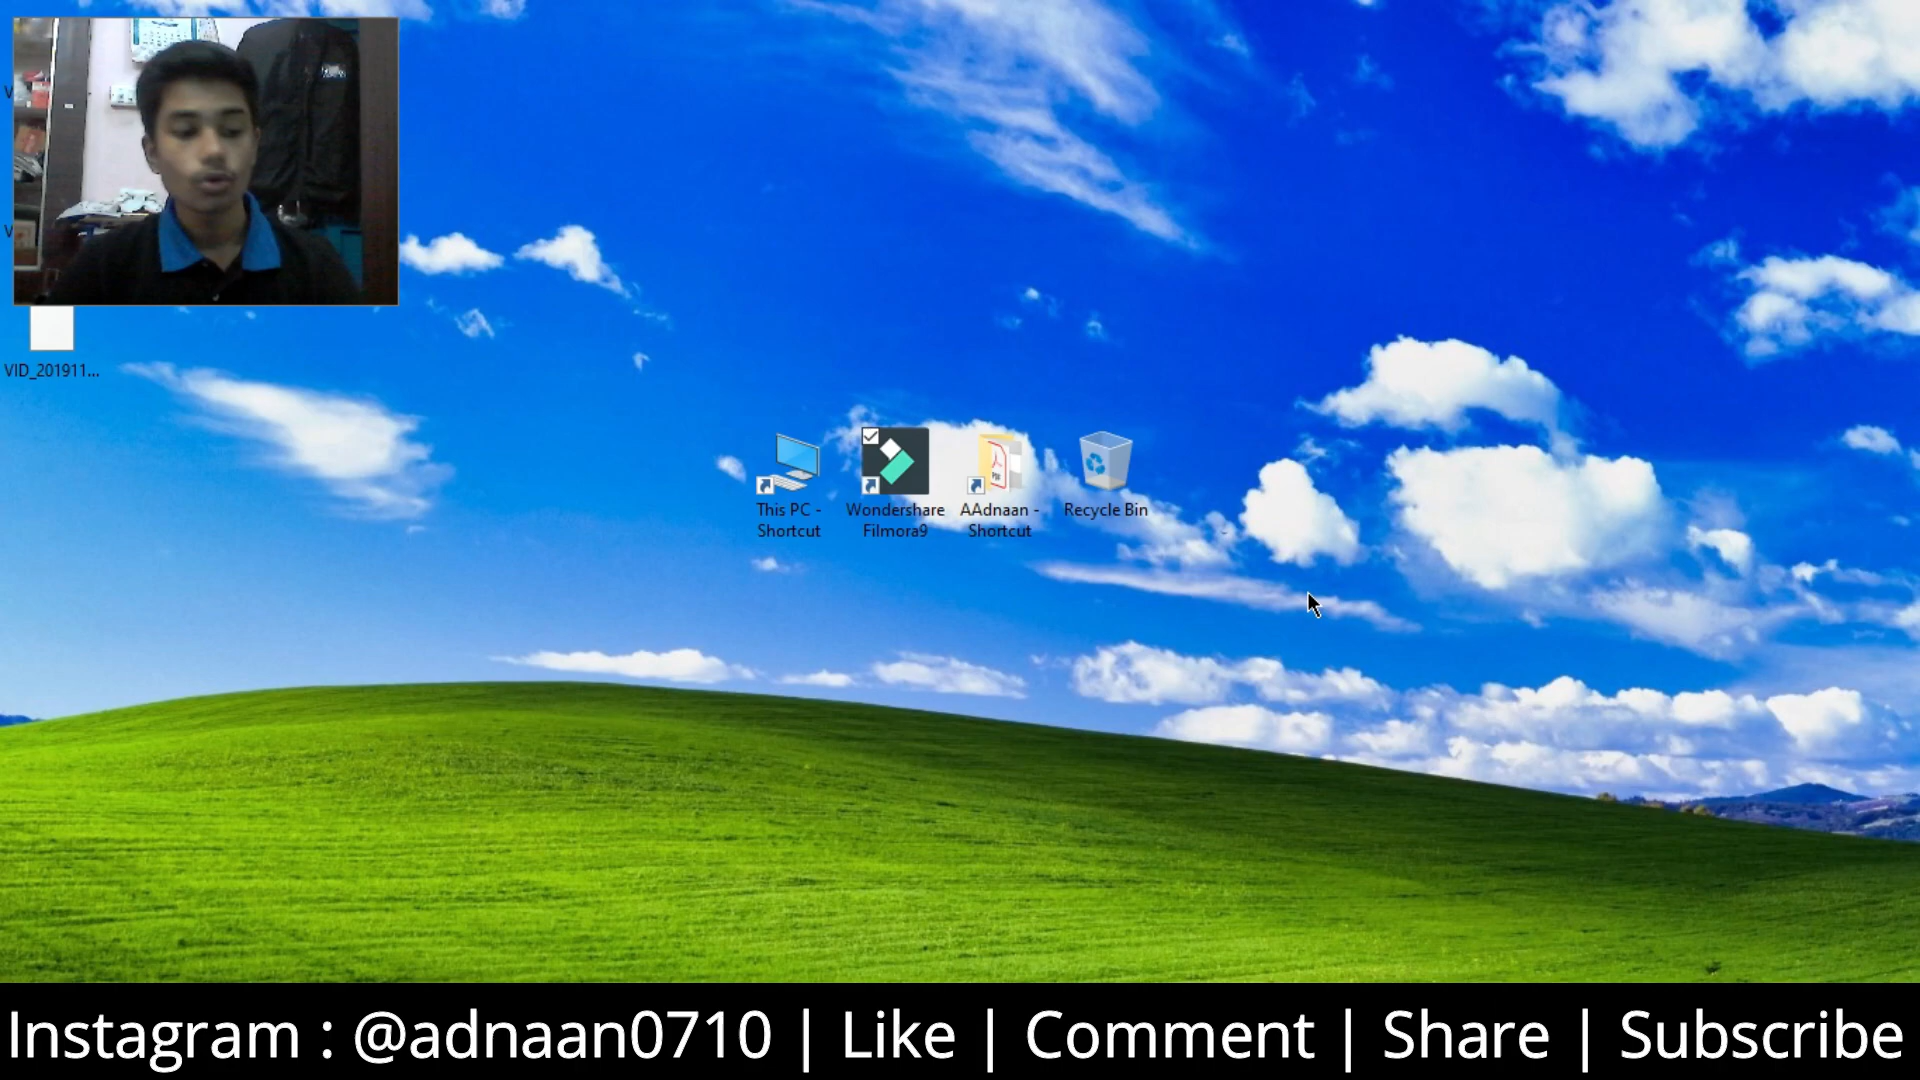 V
V
VID_201911...
This PC -
Shortcut
Wondershare
Filmora9
AAdnaan -
Shortcut
Recycle Bin
Instagram : @adnaan0710 | Like | Comment | Share | Subscribe